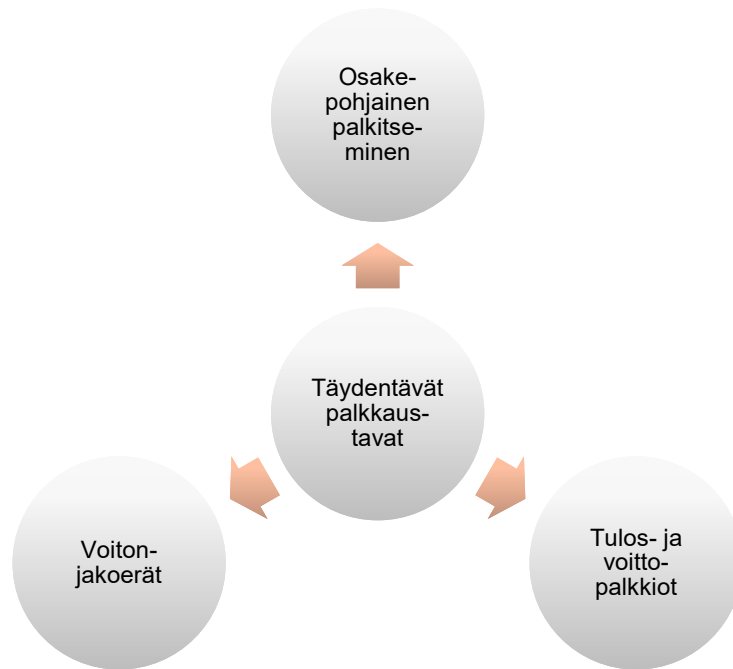 Osake-
pohjainen
palkitse-
minen
Täydentävät
palkkaus-
tavat
Voiton-
jakoerät
Tulos- ja
voitto-
palkkiot